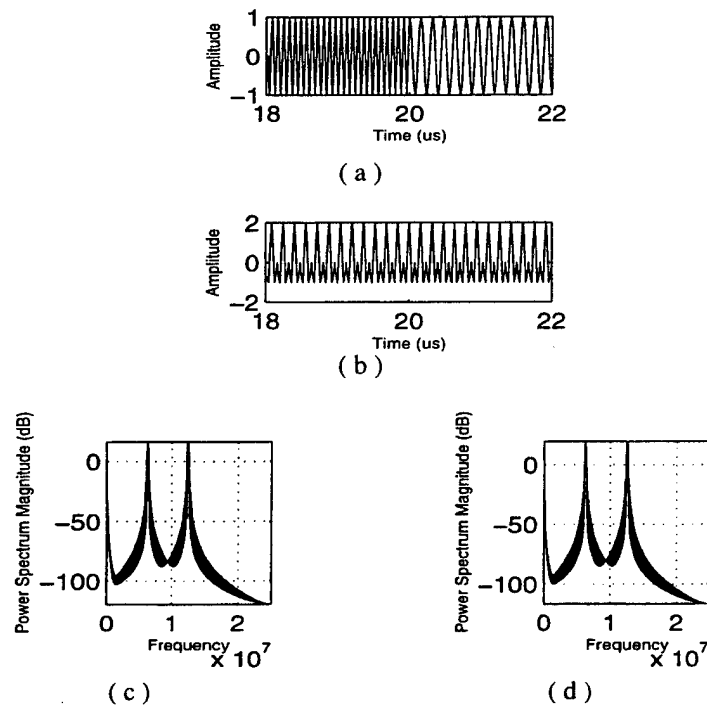 Amplitude
1
0
−1
18 20 22
Time (us)
( a )
Amplitude
2
0
−2
18 20 22
Time (us)
( b )
Power Spectrum Magnitude (dB)
0
−50
−100
0 1 2
Frequency
x 10^7
( c )
Power Spectrum Magnitude (dB)
0
−50
−100
0 1 2
Frequency
x 10^7
( d )